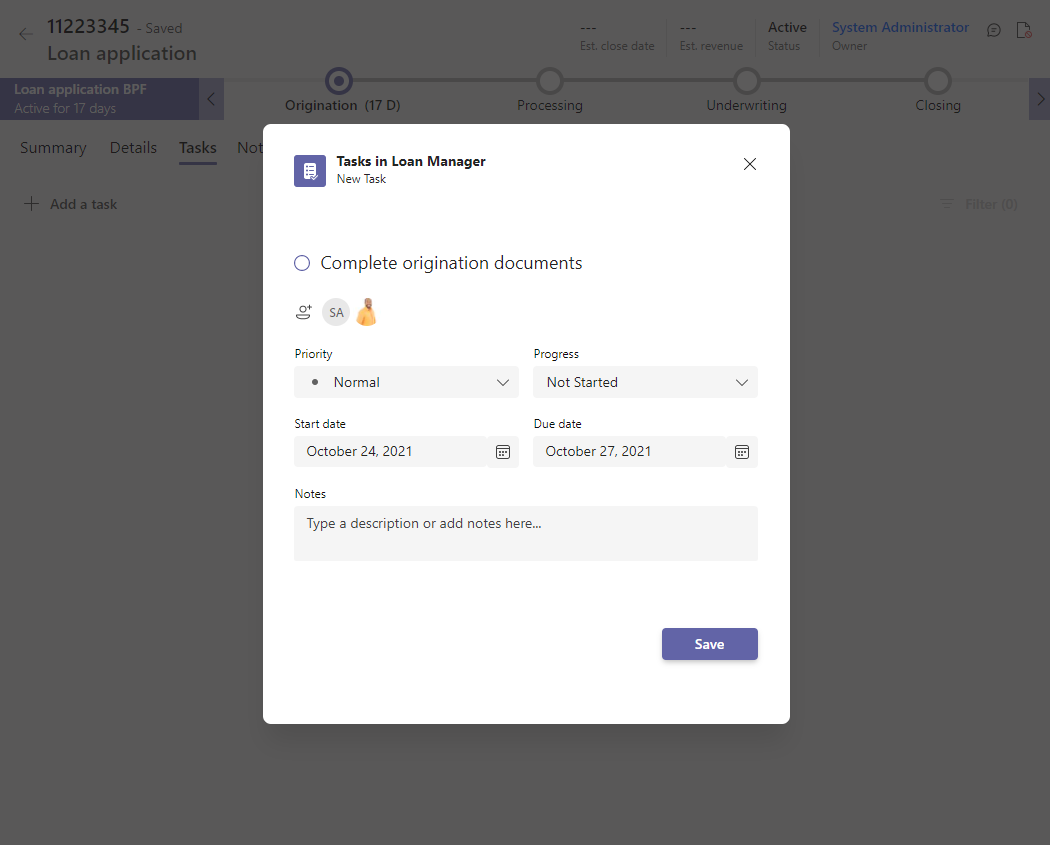 11223345 - Saved
Loan application
---
Est. close date
---
Est. revenue
Active
Status
System Administrator
Owner
Loan application BPF
Active for 17 days
Origination (17 D)
Processing
Underwriting
Closing
Summary
Details
Tasks
Not
Add a task
Filter (0)
Tasks in Loan Manager
New Task
Complete origination documents
SA
Priority
Progress
Normal
Not Started
Start date
Due date
October 24, 2021
October 27, 2021
Notes
Type a description or add notes here...
Save